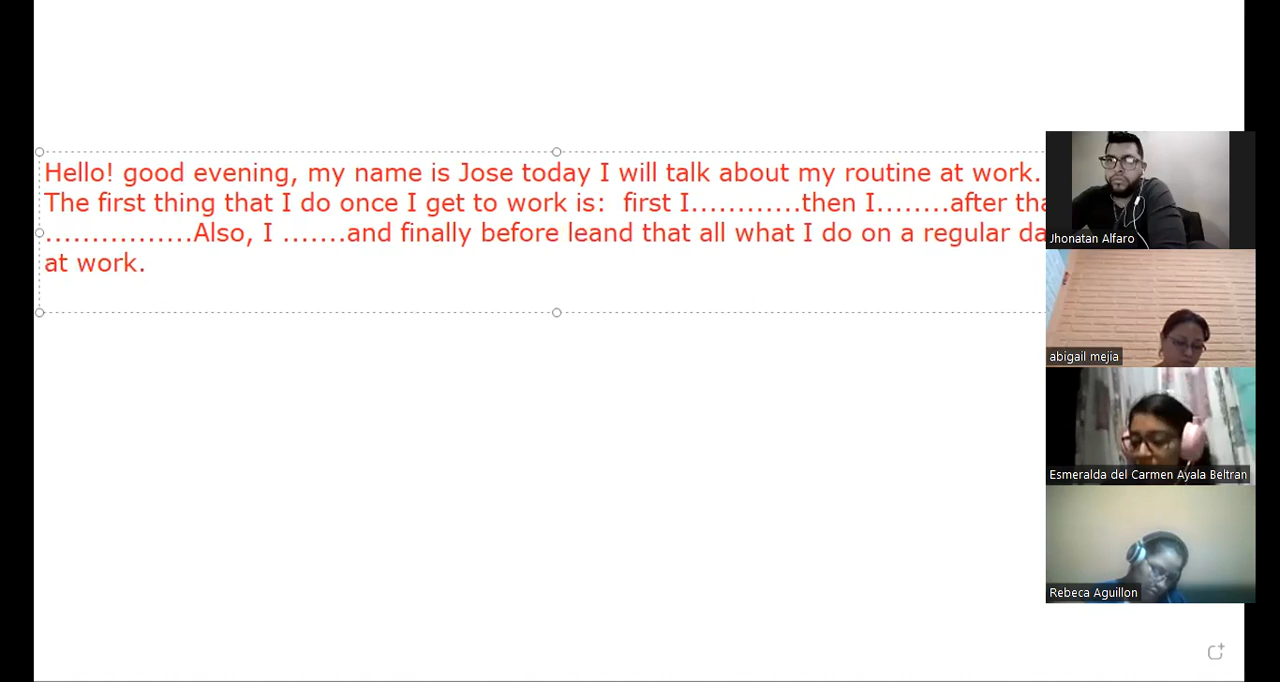 Hello! good evening, my name is Jose today I will talk about my routine at work.
The first thing that I do once I get to work is: first I............then I........after
................Also, I .......and finally before leand that all what I do on a regular
at work.
Jhonatan Alfaro
abigail mejia
Esmeralda del Carmen Ayala Beltran
Rebeca Aguillon